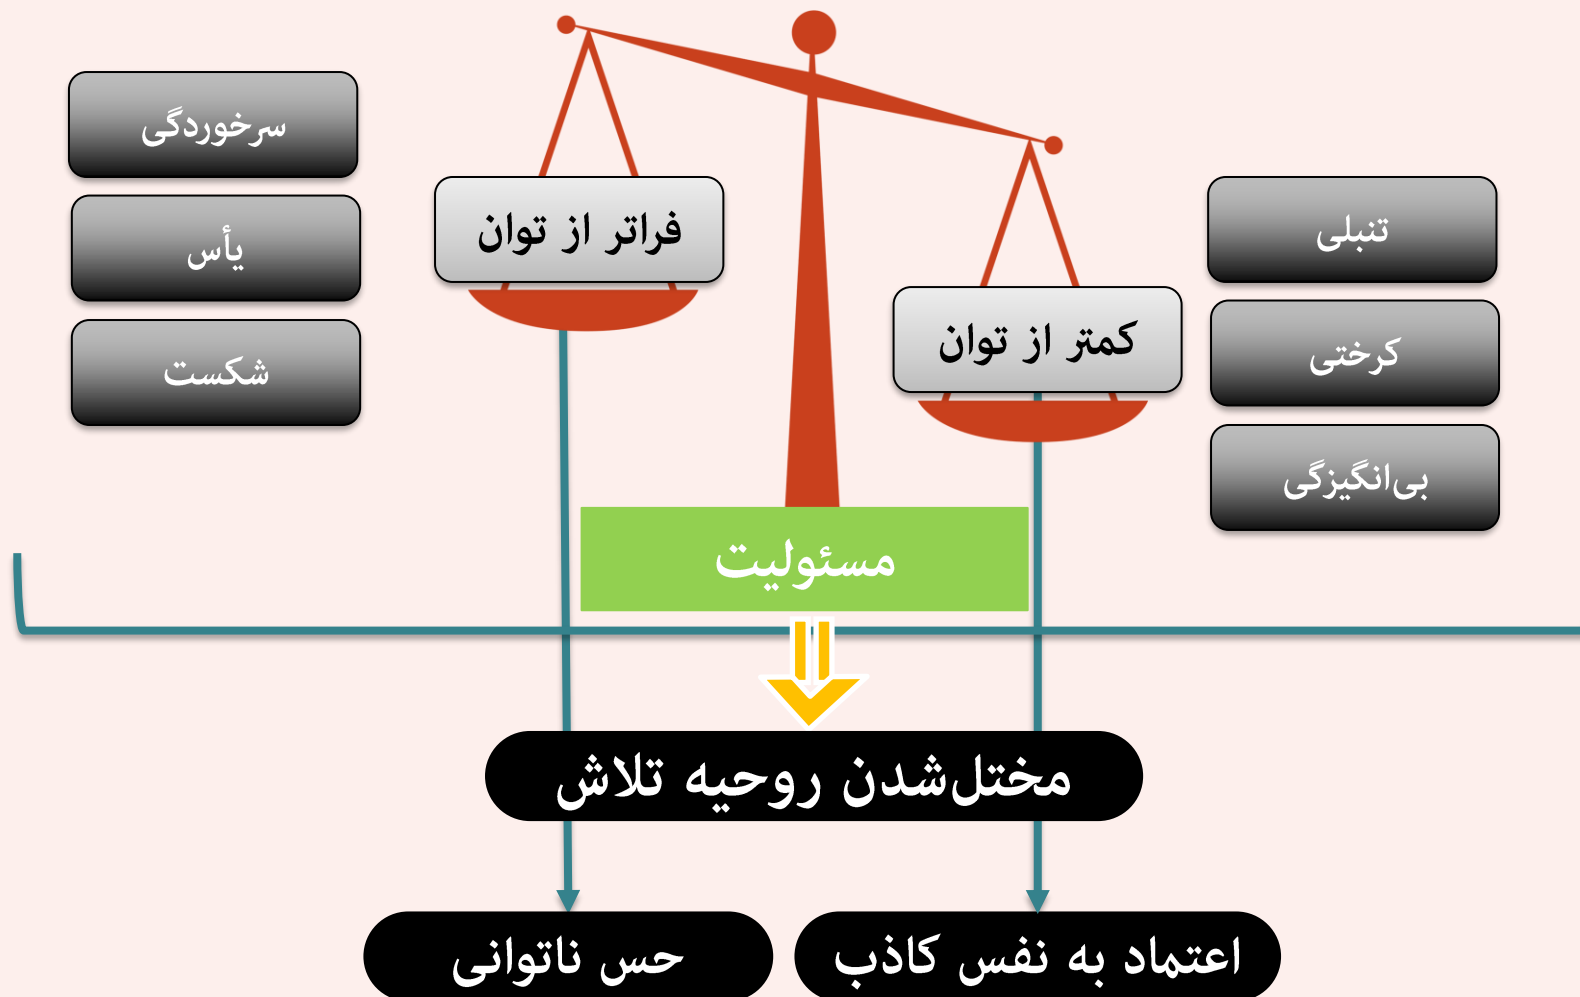 سرخوردگی
یأس
شکست
فراتر از توان
کمتر از توان
تنبلی
کرختی
بی‌انگیزگی
مسئولیت
مختل‌شدن روحیه تلاش
اعتماد به نفس کاذب
حس ناتوانی